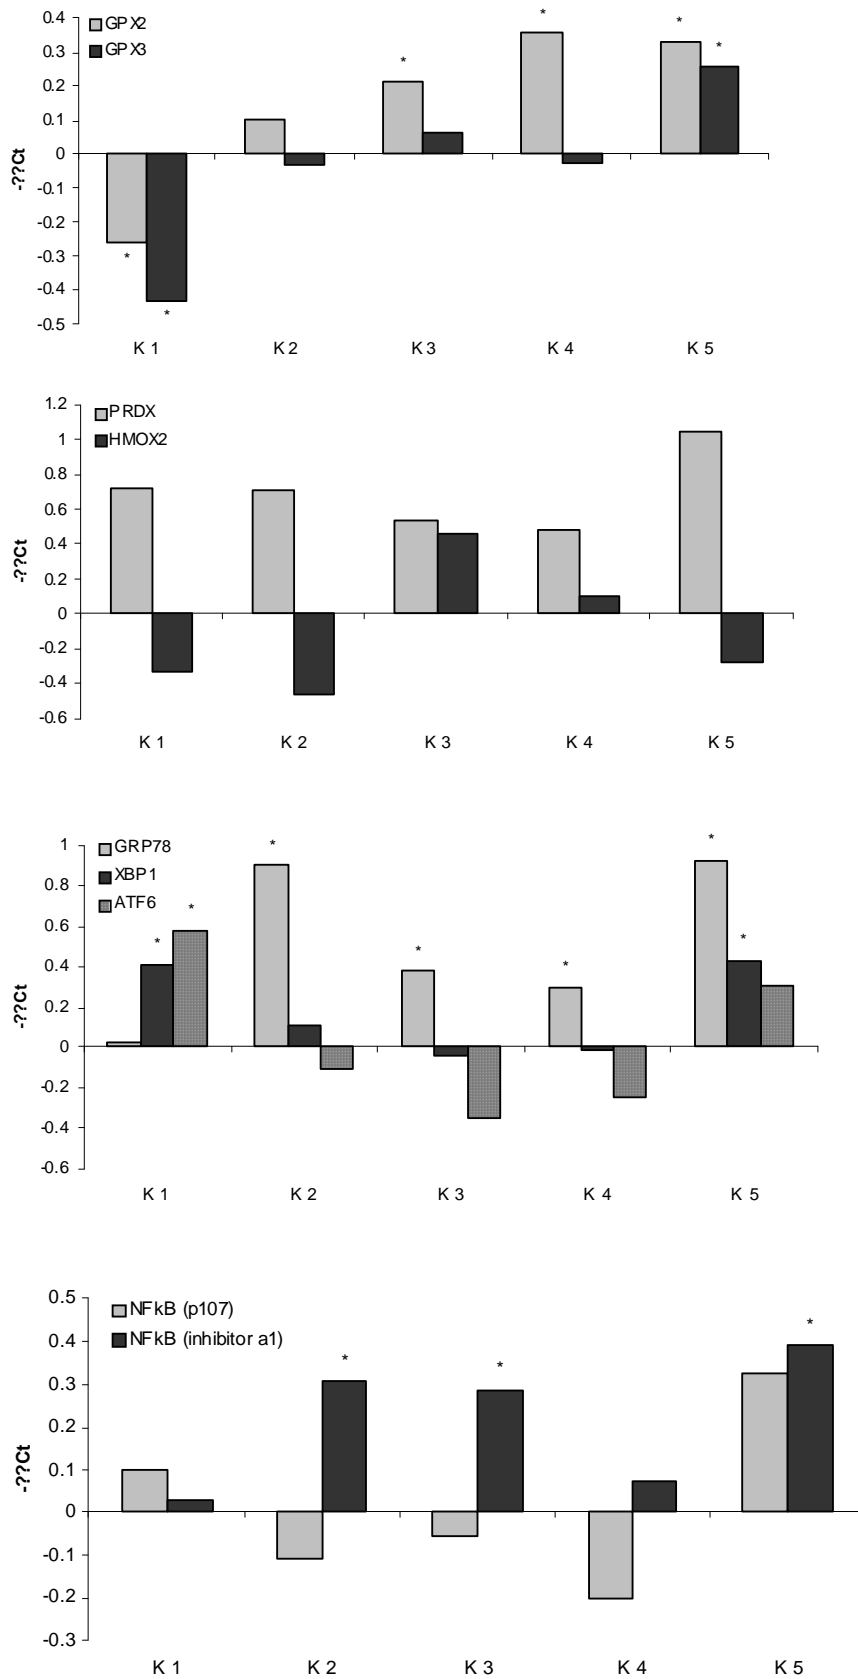 0.4
GPX2
0.3
GPX3
0.2
0.1
0
-0.1
-0.2
-0.3
-0.4
-0.5
-??Ct
* * * * * * *
K 1 K 2 K 3 K 4 K 5
1.2
PRDX
1
HMOX2
0.8
0.6
0.4
0.2
0
-0.2
-0.4
-0.6
-??Ct
K 1 K 2 K 3 K 4 K 5
1
GRP78
0.8
XBP1
0.6
ATF6
0.4
0.2
0
-0.2
-0.4
-0.6
-??Ct
* * * * * * *
K 1 K 2 K 3 K 4 K 5
0.5
NFkB (p107)
0.4
NFkB (inhibitor a1)
0.3
0.2
0.1
0
-0.1
-0.2
-0.3
-??Ct
* * *
K 1 K 2 K 3 K 4 K 5